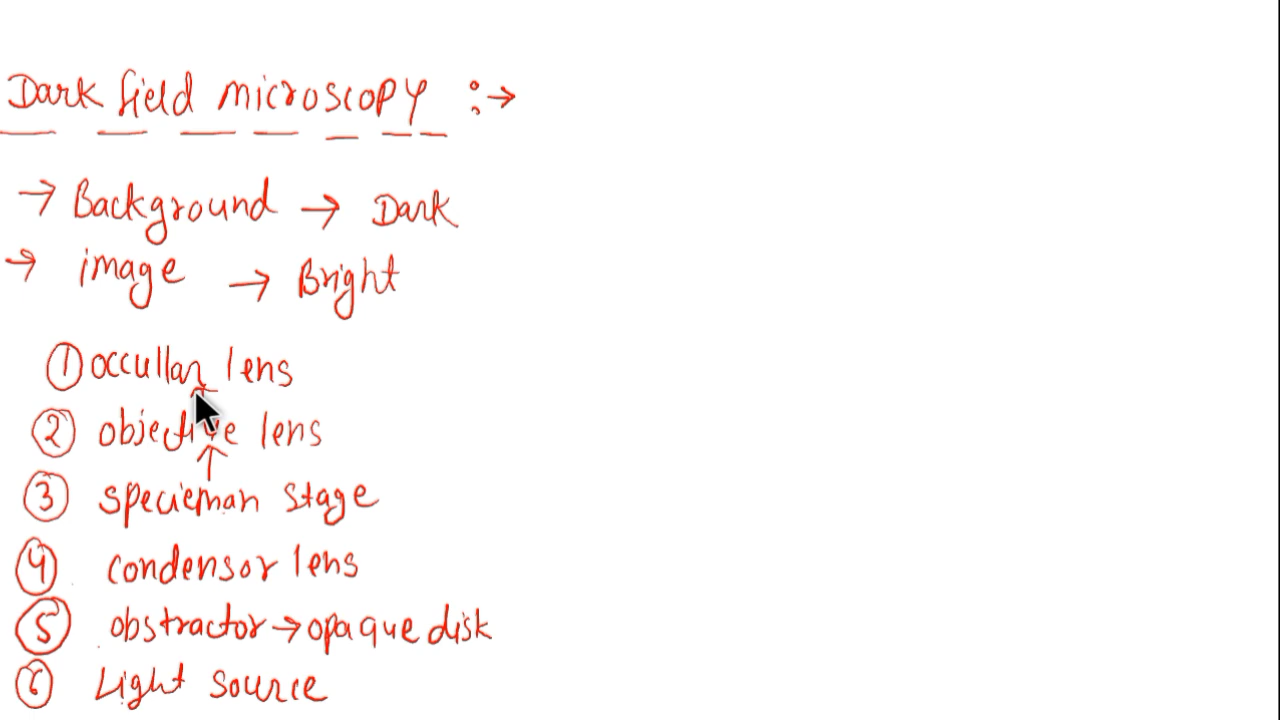 Dark field microscopy :→
→ Background → Dark
→ image → Bright
① occullar lens
② objective lens
③ specieman stage
④ condensor lens
⑤ obstractor → opaque disk
⑥ Light source